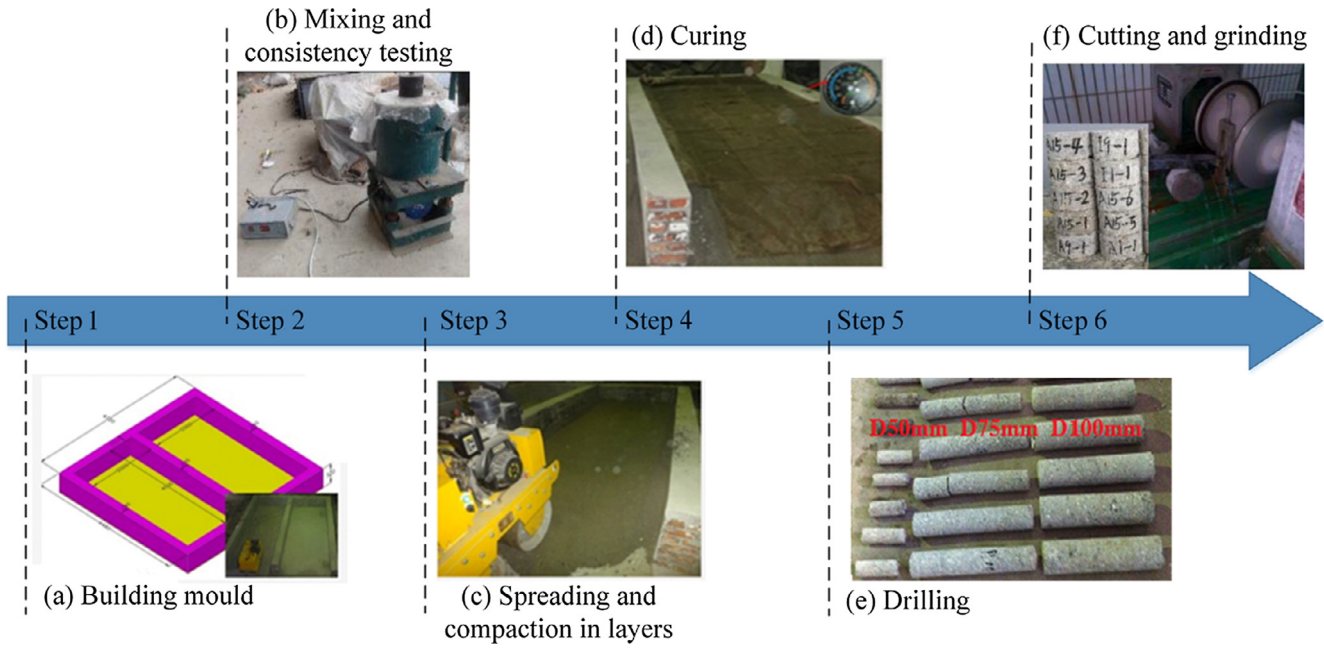 (b) Mixing and
consistency testing
(d) Curing
(f) Cutting and grinding
A15-4 I9-1
A15-3 I1-1
A15-2 A15-6
A15-1 A15-5
A9-1 A1-1
Step 1 Step 2 Step 3 Step 4 Step 5 Step 6
D50mm D75mm D100mm
(a) Building mould
(c) Spreading and
compaction in layers
(e) Drilling